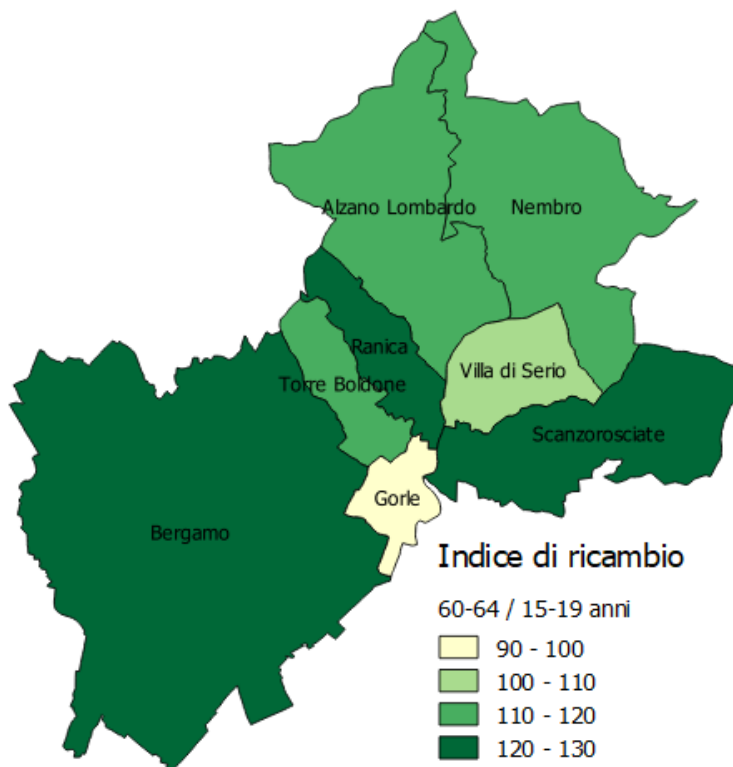 Alzano Lombardo
Nembro
Ranica
Villa di Serio
Torre Boldone
Scanzorosciate
Gorle
Bergamo
Indice di ricambio
60-64 / 15-19 anni
90 - 100
100 - 110
110 - 120
120 - 130